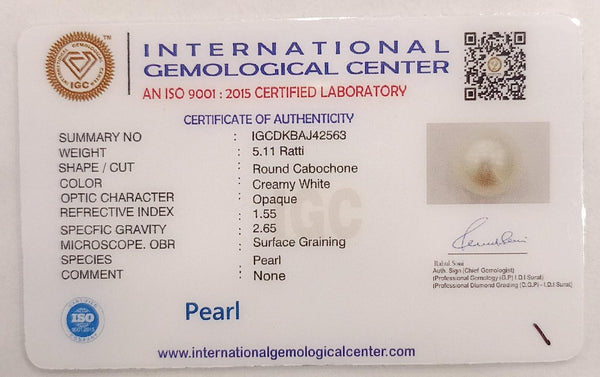 INTERNATIONAL
GEMOLOGICAL CENTER
AN ISO 9001 : 2015 CERTIFIED LABORATORY
IGC
TM
CERTIFICATE OF AUTHENTICITY
SUMMARY NO : IGCDKBAJ42563
WEIGHT : 5.11 Ratti
SHAPE / CUT : Round Cabochone
COLOR : Creamy White
OPTIC CHARACTER : Opaque
REFRECTIVE INDEX : 1.55
SPECFIC GRAVITY : 2.65
MICROSCOPE. OBR : Surface Graining
SPECIES : Pearl
COMMENT : None
IGC
Auth. Sign (Chief Gemologist)
(Professional Gemology (G.P) I.D.I-Surat)
(Professional Diamond Grading (D.G.P) - I.D.I-Surat)
ISO
Pearl
www.internationalgemologicalcenter.com